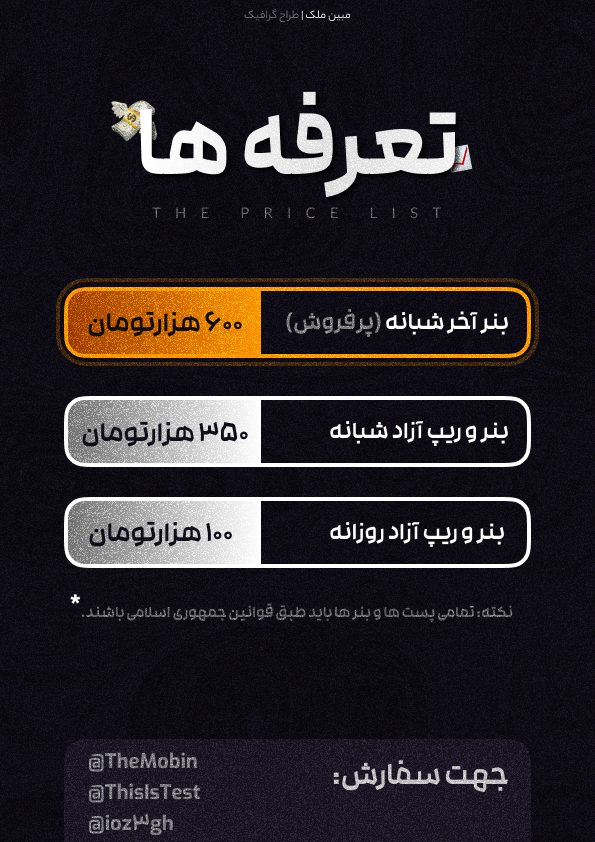 مبین ملک | طراح گرافیک
تعرفه ها
THE PRICE LIST
بنر آخر شبانه (پرفروش) ۶۰۰ هزارتومان
بنر و ریپ آزاد شبانه ۳۵۰ هزارتومان
بنر و ریپ آزاد روزانه ۱۰۰ هزارتومان
نکته: تمامی پست ها و بنر ها باید طبق قوانین جمهوری اسلامی باشند. *
جهت سفارش:
@TheMobin
@ThisIsTest
@ioz۳gh